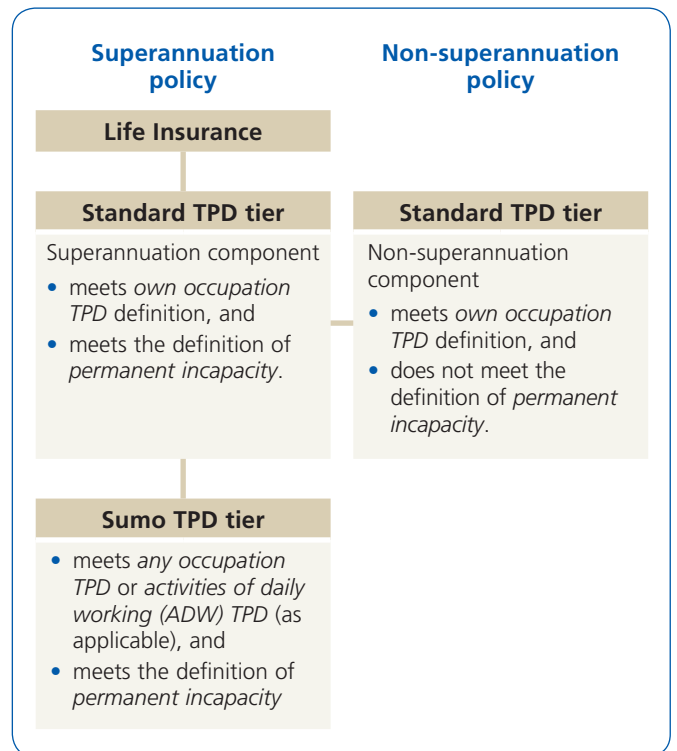 Superannuation
policy
Non-superannuation
policy
Life Insurance
Standard TPD tier
Superannuation component
• meets own occupation
TPD definition, and
• meets the definition of
permanent incapacity.
Standard TPD tier
Non-superannuation
component
• meets own occupation
TPD definition, and
• does not meet the
definition of permanent
incapacity.
Sumo TPD tier
• meets any occupation
TPD or activities of daily
working (ADW) TPD (as
applicable), and
• meets the definition of
permanent incapacity